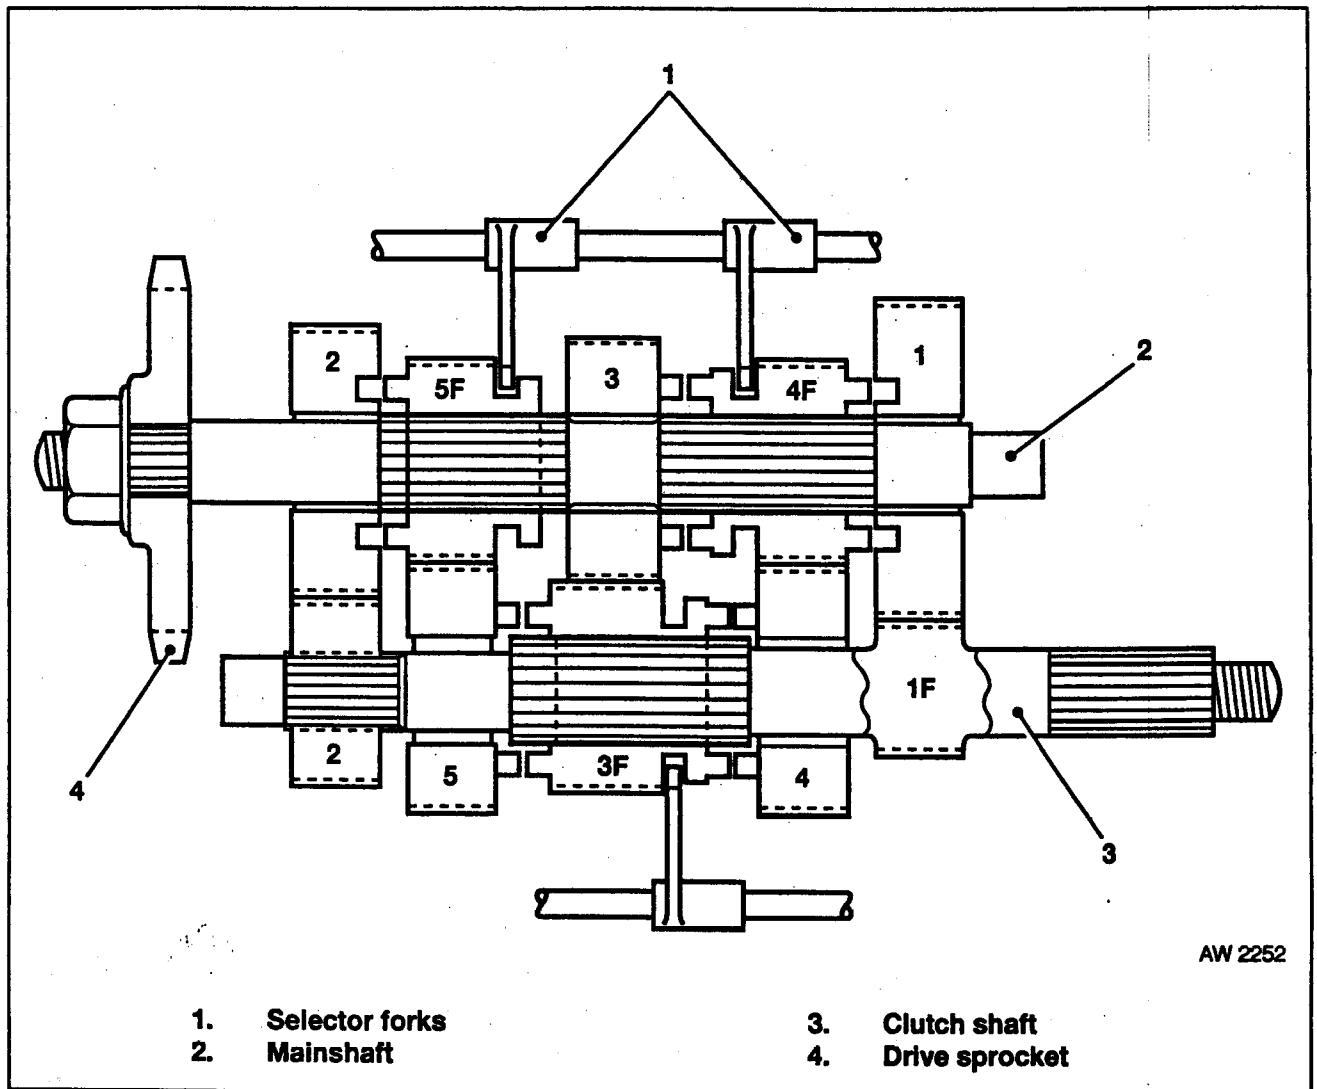 1
2
5F
3
4F
1
2
1F
2
5
3F
4
4
3
AW 2252
1. Selector forks
2. Mainshaft
3. Clutch shaft
4. Drive sprocket